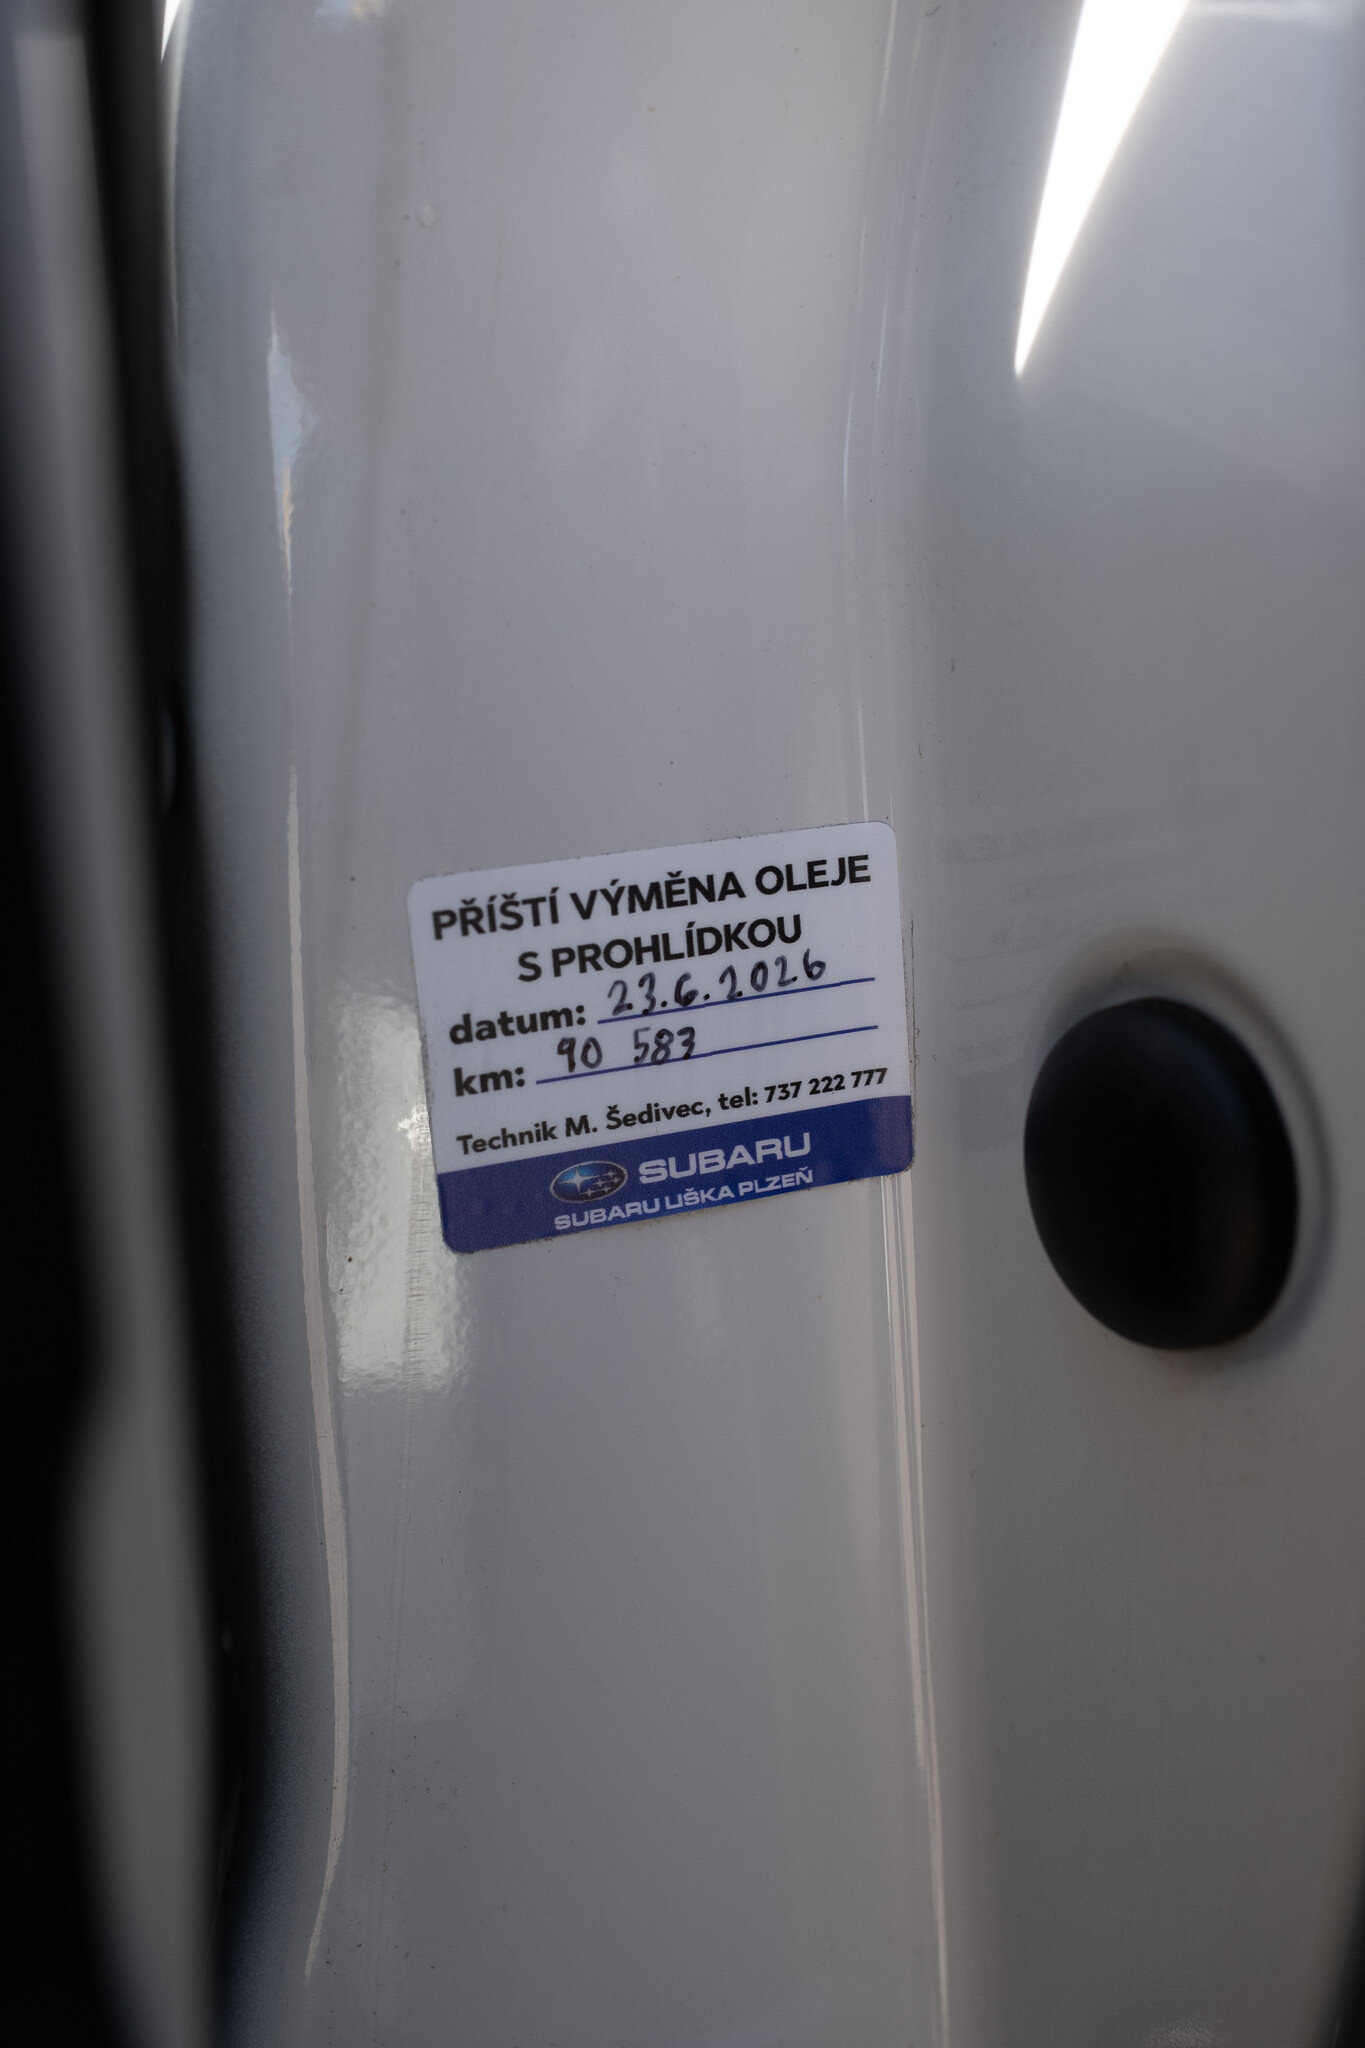 PŘÍŠTÍ VÝMĚNA OLEJE
S PROHLÍDKOU
datum: 23.6.2026
km: 90 583
Technik M. Šedivec, tel: 737 222 777
SUBARU
SUBARU LIŠKA PLZEŇ